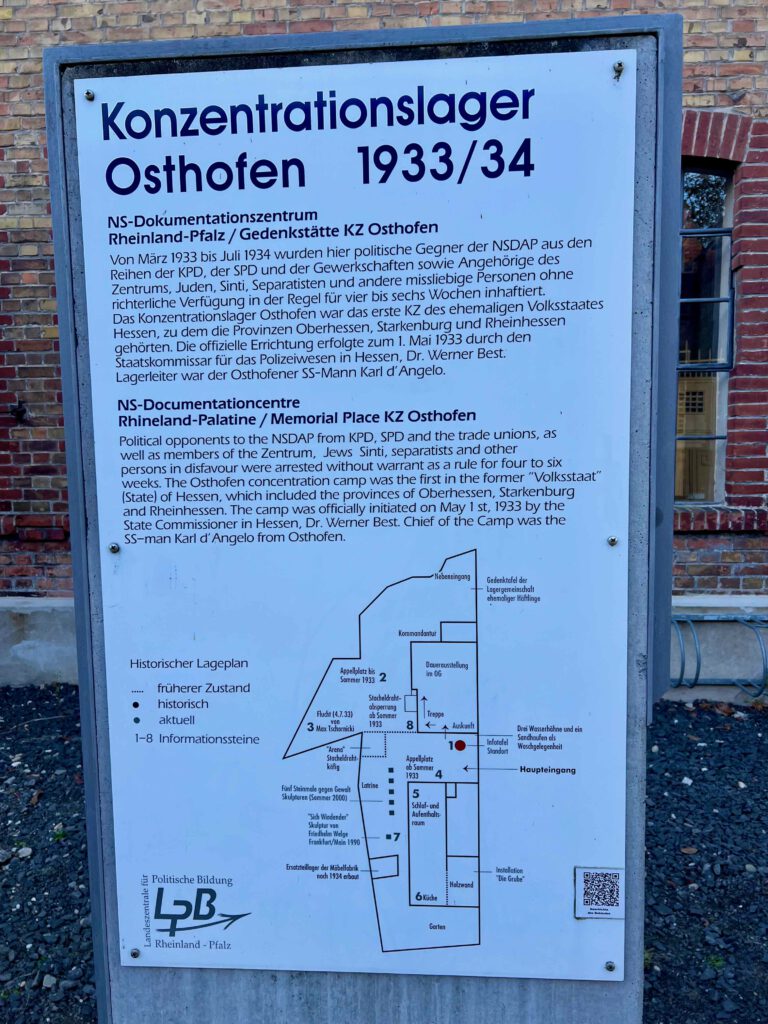 Konzentrationslager
Osthofen 1933/34
NS-Dokumentationszentrum
Rheinland-Pfalz / Gedenkstätte KZ Osthofen
Von März 1933 bis Juli 1934 wurden hier politische Gegner der NSDAP aus den
Reihen der KPD, der SPD und der Gewerkschaften sowie Angehörige des
Zentrums, Juden, Sinti, Separatisten und andere missliebige Personen ohne
richterliche Verfügung in der Regel für vier bis sechs Wochen inhaftiert.
Das Konzentrationslager Osthofen war das erste KZ des ehemaligen Volksstaates
Hessen, zu dem die Provinzen Oberhessen, Starkenburg und Rheinhessen
gehörten. Die offizielle Errichtung erfolgte zum 1. Mai 1933 durch den
Staatskommissar für das Polizeiwesen in Hessen, Dr. Werner Best.
Lagerleiter war der Osthofener SS-Mann Karl d'Angelo.
NS-Documentationcentre
Rhineland-Palatine / Memorial Place KZ Osthofen
Political opponents to the NSDAP from KPD, SPD and the trade unions, as
well as members of the Zentrum, Jews Sinti, separatists and other
persons in disfavour were arrested without warrant as a rule for four to six
weeks. The Osthofen concentration camp was the first in the former "Volksstaat"
(State) of Hessen, which included the provinces of Oberhessen, Starkenburg
and Rheinhessen. The camp was officially initiated on May 1 st, 1933 by the
State Commissioner in Hessen, Dr. Werner Best. Chief of the Camp was the
SS-man Karl d'Angelo from Osthofen.
Historischer Lageplan
..... früherer Zustand
● historisch
● aktuell
1–8 Informationssteine
Nebeneingang
Gedenktafel der
Lagergemeinschaft
ehemaliger Häftlinge
Kommandantur
Dauerausstellung
im OG
Appellplatz bis
Sommer 1933
2
Stacheldraht-
absperrung
ab Sommer
1933
8
Treppe
Flucht (4.7.33)
von
Max Tschornicki
3
Auskunft
Drei Wasserhähne und ein
Sandhaufen als
Waschgelegenheit
1
Infotafel
Standort
"Arena"
Stacheldraht-
käfig
Appellplatz
ab Sommer
1933
4
Haupteingang
Latrine
5
Schlaf- und
Aufenthalts-
raum
Fünf Steinmale gegen Gewalt
Skulpturen (Sommer 2000)
"Sich Windender"
Skulptur von
Friedhelm Welge
Frankfurt/Main 1990
7
Ersatzteillager der Möbelfabrik
noch 1934 erbaut
Installation
"Die Grube"
6 Küche
Holzwand
Garten
Landeszentrale für
Politische Bildung
LPB
Rheinland - Pfalz